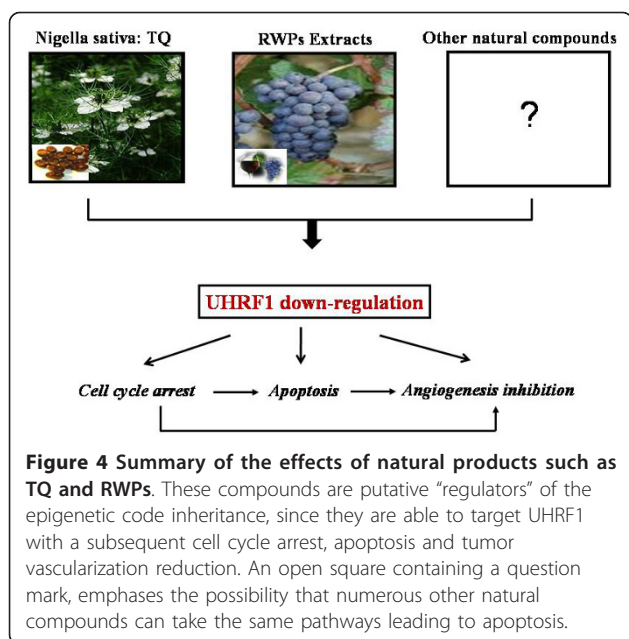 Nigella sativa: TQ
RWPs Extracts
Other natural compounds
?
UHRF1 down-regulation
Cell cycle arrest
Apoptosis
Angiogenesis inhibition
Figure 4 Summary of the effects of natural products such as
TQ and RWPs. These compounds are putative "regulators" of the
epigenetic code inheritance, since they are able to target UHRF1
with a subsequent cell cycle arrest, apoptosis and tumor
vascularization reduction. An open square containing a question
mark, emphases the possibility that numerous other natural
compounds can take the same pathways leading to apoptosis.